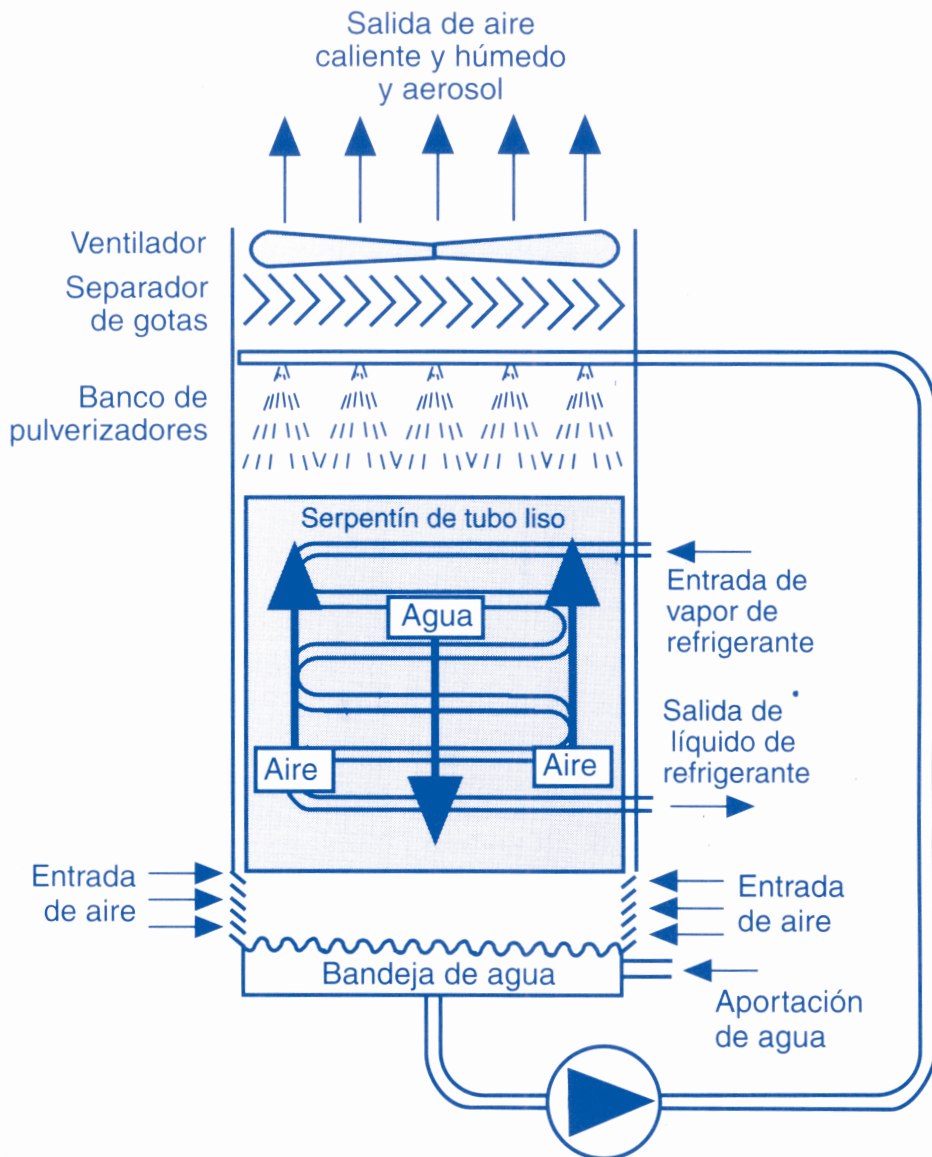 Salida de aire
caliente y húmedo
y aerosol
Ventilador
Separador
de gotas
Banco de
pulverizadores
Serpentín de tubo liso
Entrada de
vapor de
refrigerante
Agua
Salida de
líquido de
refrigerante
Aire
Aire
Entrada
de aire
Entrada
de aire
Bandeja de agua
Aportación
de agua